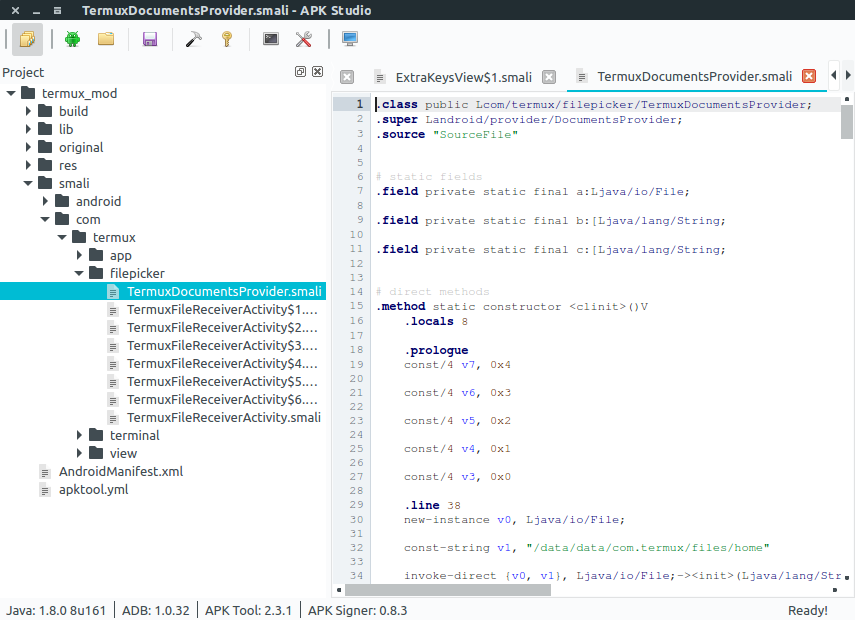 TermuxDocumentsProvider.smali - APK Studio
Project
termux_mod
build
lib
original
res
smali
android
com
termux
app
filepicker
TermuxDocumentsProvider.smali
TermuxFileReceiverActivity$1....
TermuxFileReceiverActivity$2....
TermuxFileReceiverActivity$3....
TermuxFileReceiverActivity$4....
TermuxFileReceiverActivity$5....
TermuxFileReceiverActivity$6....
TermuxFileReceiverActivity.smali
terminal
view
AndroidManifest.xml
apktool.yml
ExtraKeysView$1.smali
TermuxDocumentsProvider.smali
1 .class public Lcom/termux/filepicker/TermuxDocumentsProvider;
2 .super Landroid/provider/DocumentsProvider;
3 .source "SourceFile"
4
5
6 # static fields
7 .field private static final a:Ljava/io/File;
8
9 .field private static final b:[Ljava/lang/String;
10
11 .field private static final c:[Ljava/lang/String;
12
13
14 # direct methods
15 .method static constructor <clinit>()V
16 .locals 8
17
18 .prologue
19 const/4 v7, 0x4
20
21 const/4 v6, 0x3
22
23 const/4 v5, 0x2
24
25 const/4 v4, 0x1
26
27 const/4 v3, 0x0
28
29 .line 38
30 new-instance v0, Ljava/io/File;
31
32 const-string v1, "/data/data/com.termux/files/home"
33
34 invoke-direct {v0, v1}, Ljava/io/File;-><init>(Ljava/lang/Str
Java: 1.8.0 8u161 ADB: 1.0.32 APK Tool: 2.3.1 APK Signer: 0.8.3 Ready!